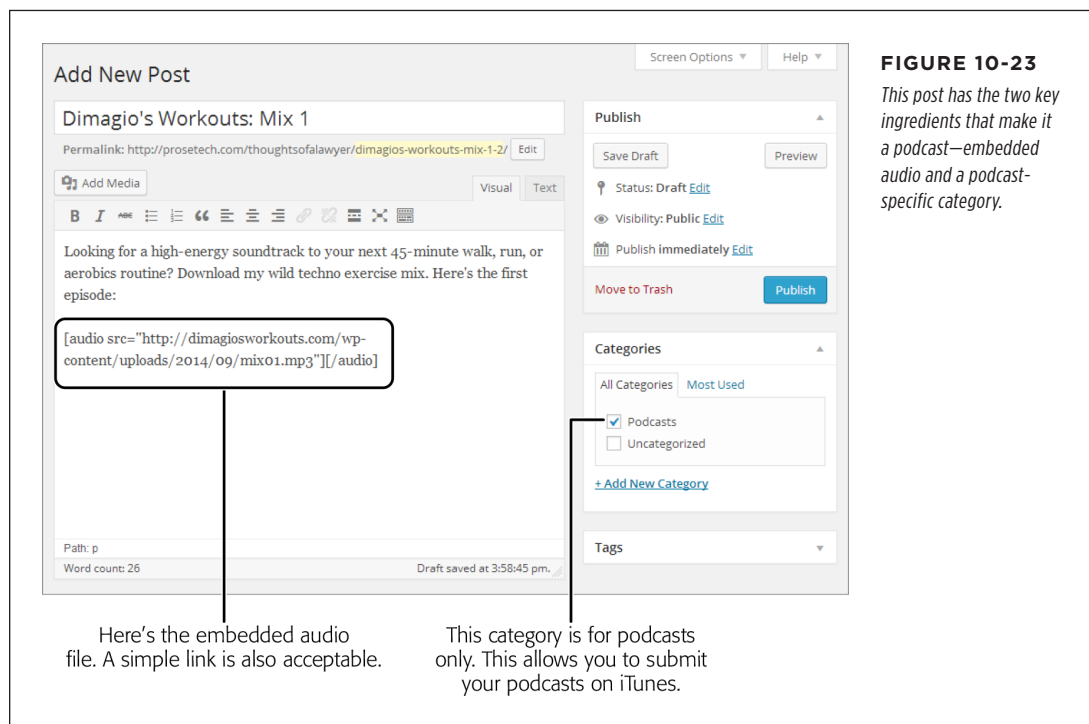 Screen Options Help
Add New Post
Dimagio's Workouts: Mix 1
Permalink: http://prosetech.com/thoughtsofalawyer/dimagios-workouts-mix-1-2/ Edit
Add Media
Visual Text
B I ABC
Looking for a high-energy soundtrack to your next 45-minute walk, run, or
aerobics routine? Download my wild techno exercise mix. Here's the first
episode:
[audio src="http://dimagiosworkouts.com/wp-
content/uploads/2014/09/mix01.mp3"][/audio]
Path: p
Word count: 26 Draft saved at 3:58:45 pm.
Publish
Save Draft Preview
Status: Draft Edit
Visibility: Public Edit
Publish immediately Edit
Move to Trash Publish
Categories
All Categories Most Used
Podcasts
Uncategorized
+ Add New Category
Tags
Here's the embedded audio
file. A simple link is also acceptable.
This category is for podcasts
only. This allows you to submit
your podcasts on iTunes.
FIGURE 10-23
This post has the two key
ingredients that make it
a podcast—embedded
audio and a podcast-
specific category.